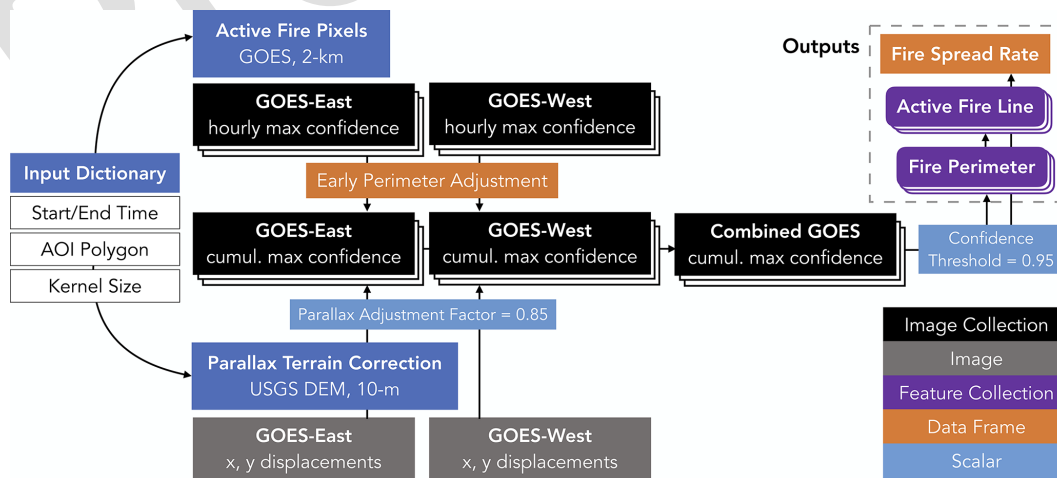 Active Fire Pixels
GOES, 2-km
Outputs
Fire Spread Rate
GOES-East
hourly max confidence
GOES-West
hourly max confidence
Active Fire Line
Input Dictionary
Early Perimeter Adjustment
Fire Perimeter
Start/End Time
AOI Polygon
Kernel Size
GOES-East
cumul. max confidence
GOES-West
cumul. max confidence
Combined GOES
cumul. max confidence
Confidence
Threshold = 0.95
Parallax Adjustment Factor = 0.85
Parallax Terrain Correction
USGS DEM, 10-m
GOES-East
x, y displacements
GOES-West
x, y displacements
Image Collection
Image
Feature Collection
Data Frame
Scalar